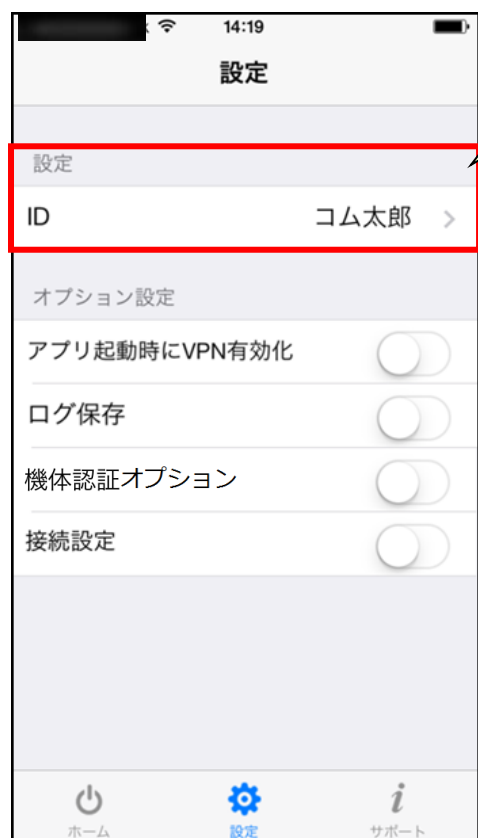 14:19
設定
設定
ID コム太郎
オプション設定
アプリ起動時にVPN有効化
ログ保存
機体認証オプション
接続設定
ホーム 設定 サポート